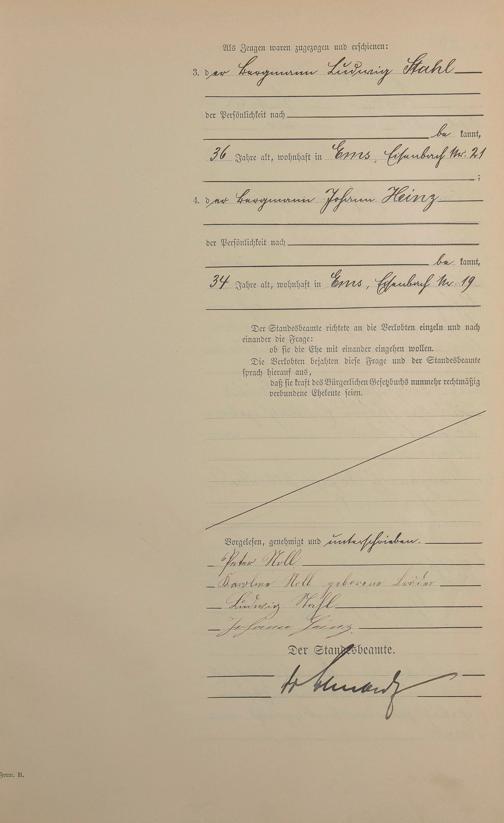 Als Zeugen waren zugezogen und erschienen:
3. der Bergmann Ludwig Stahl
der Persönlichkeit nach
be kannt,
36 Jahre alt, wohnhaft in Ems, Eisenbach Nr. 21
;
4. der Bergmann Johann Heinz
der Persönlichkeit nach
be kannt,
34 Jahre alt, wohnhaft in Ems, Eisenbach Nr 19
Der Standesbeamte richtete an die Verlobten einzeln und nach
einander die Frage:
ob sie die Ehe mit einander eingehen wollen.
Die Verlobten bejahten diese Frage und der Standesbeamte
sprach hierauf aus,
daß sie kraft des Bürgerlichen Gesetzbuchs nunmehr rechtmäßig
verbundene Eheleute seien.
Vorgelesen, genehmigt und unterschrieben.
Peter Noll
Karoline Noll geborene
Ludwig Stahl
Johann Heinz
Der Standesbeamte.
Form. B.